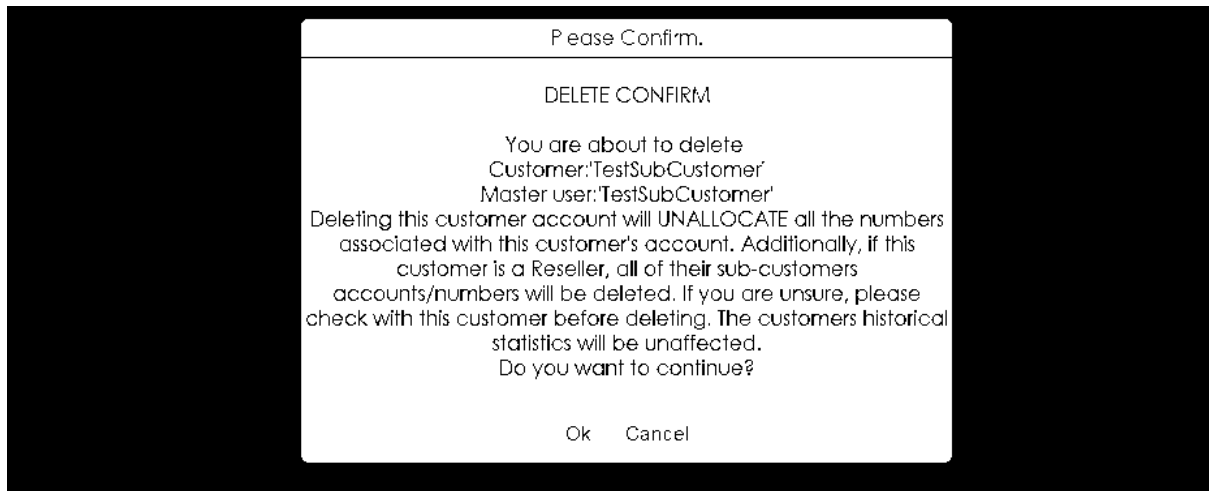 Please Confirm.
DELETE CONFIRM
You are about to delete
Customer:'TestSubCustomer'
Master user:'TestSubCustomer'
Deleting this customer account will UNALLOCATE all the numbers
associated with this customer's account. Additionally, if this
customer is a Reseller, all of their sub-customers
accounts/numbers will be deleted. If you are unsure, please
check with this customer before deleting. The customers historical
statistics will be unaffected.
Do you want to continue?
Ok Cancel